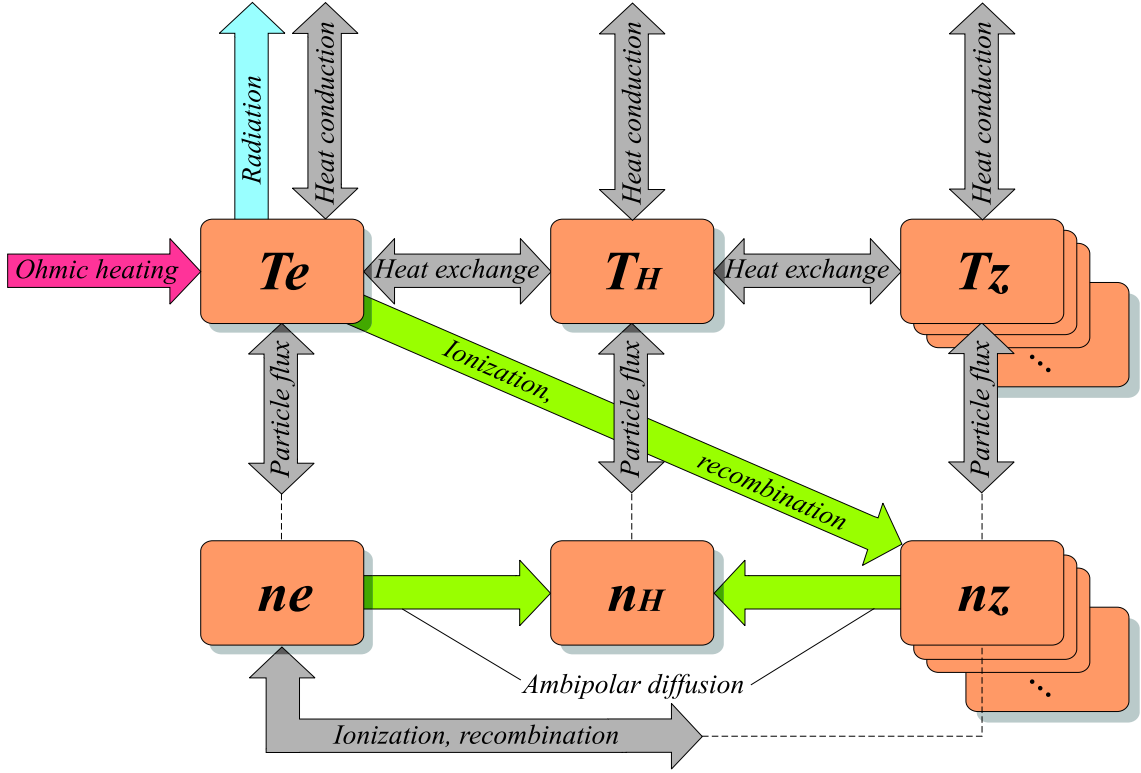 Radiation
Heat conduction
Heat conduction
Heat conduction
Ohmic heating
Te
Heat exchange
TH
Heat exchange
Tz
Ionization,
recombination
Particle flux
Particle flux
Particle flux
...
ne
nH
nz
...
Ambipolar diffusion
Ionization, recombination